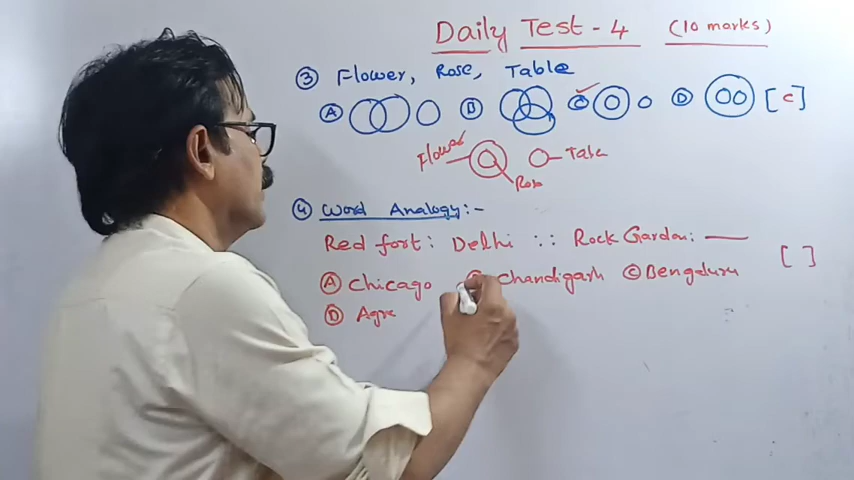 Daily Test - 4 (10 marks)
③ Flower, Rose, Table
Ⓐ Ⓑ Ⓒ Ⓓ [c]
Flower Table
Rose
④ Word Analogy:-
Red fort: Delhi :: Rock Garden: ——
[ ]
Ⓐ Chicago Chandigarh Ⓒ Bengaluru
Ⓓ Agra